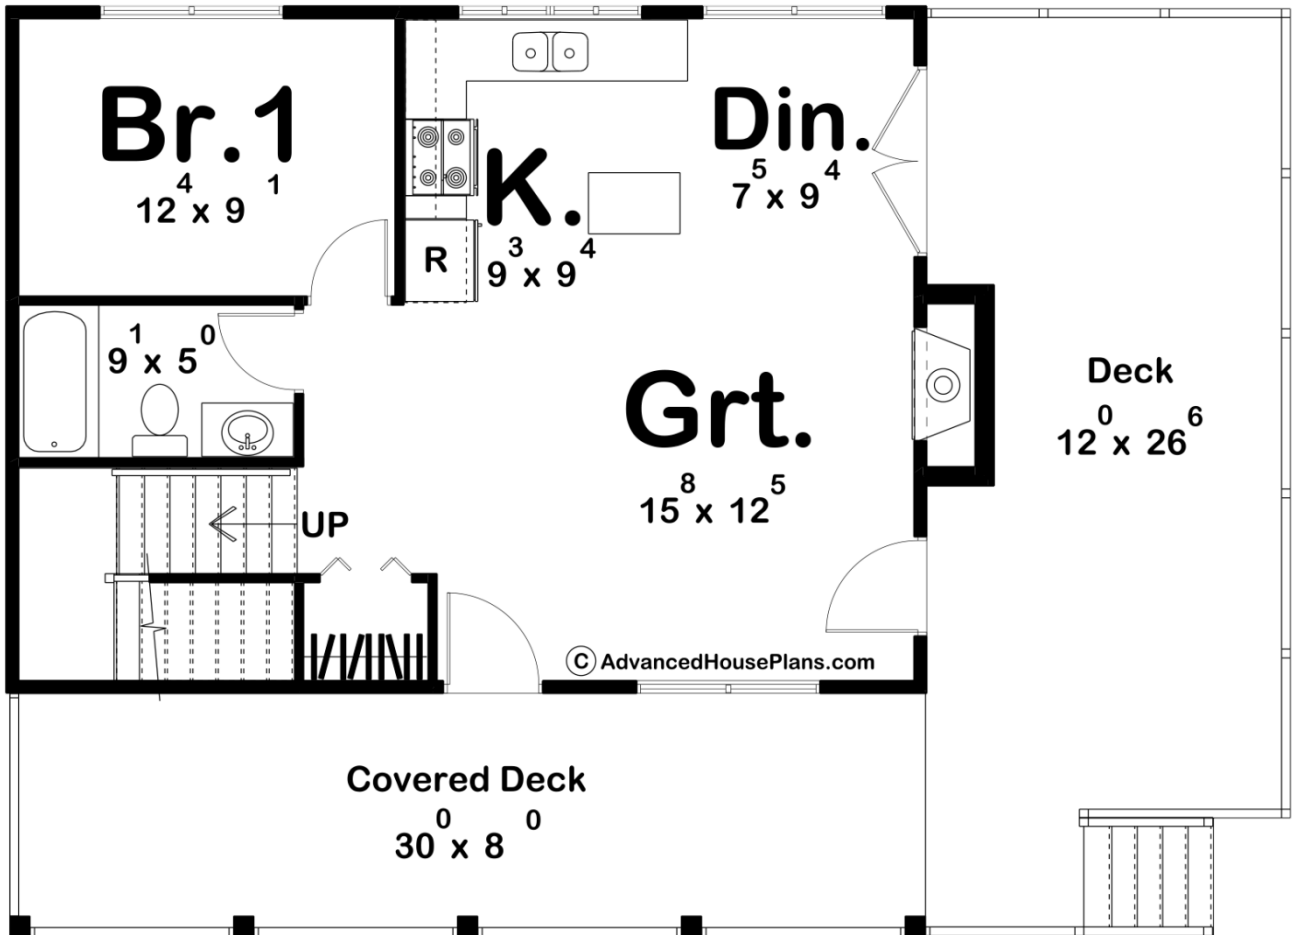 Br.1
12⁴ x 9¹
K.
9³ x 9⁴
R
Din.
7⁵ x 9⁴
9¹ x 5⁰
Grt.
15⁸ x 12⁵
UP
Deck
12⁰ x 26⁶
© AdvancedHousePlans.com
Covered Deck
30⁰ x 8⁰